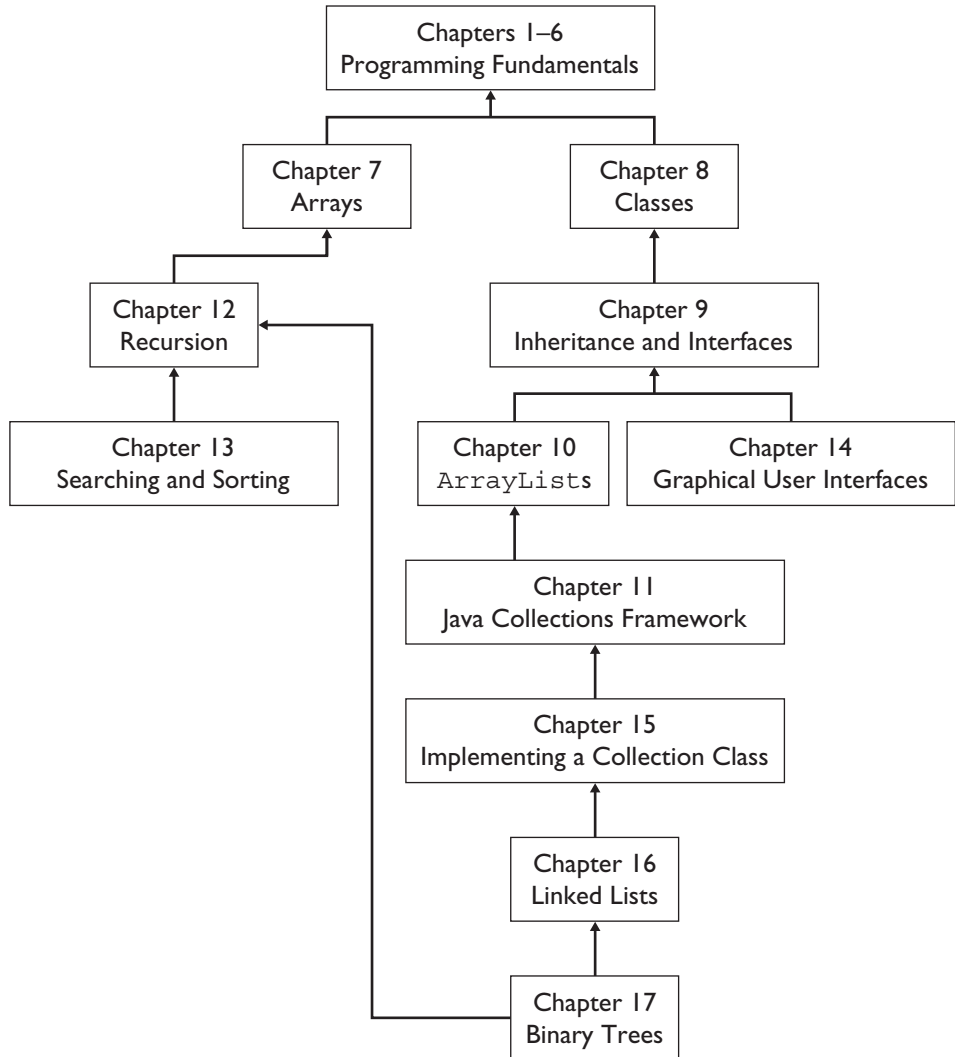 Chapters 1–6
Programming Fundamentals
Chapter 7
Arrays
Chapter 8
Classes
Chapter 12
Recursion
Chapter 9
Inheritance and Interfaces
Chapter 13
Searching and Sorting
Chapter 10
ArrayLists
Chapter 14
Graphical User Interfaces
Chapter 11
Java Collections Framework
Chapter 15
Implementing a Collection Class
Chapter 16
Linked Lists
Chapter 17
Binary Trees